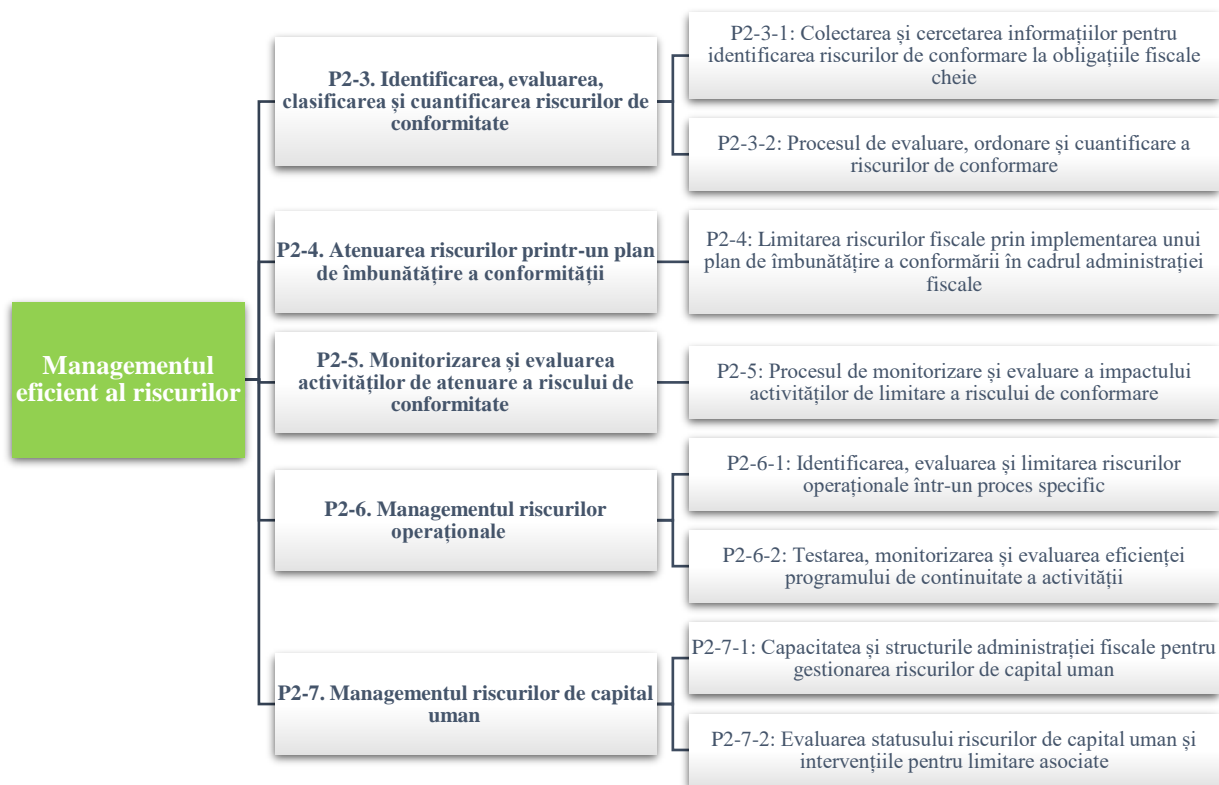 Managementul
eficient al riscurilor
P2-3. Identificarea, evaluarea,
clasificarea și cuantificarea riscurilor de
conformitate
P2-3-1: Colectarea și cercetarea informațiilor pentru
identificarea riscurilor de conformare la obligațiile fiscale
cheie
P2-3-2: Procesul de evaluare, ordonare și cuantificare a
riscurilor de conformare
P2-4. Atenuarea riscurilor printr-un plan
de îmbunătățire a conformității
P2-4: Limitarea riscurilor fiscale prin implementarea unui
plan de îmbunătățire a conformării în cadrul administrației
fiscale
P2-5. Monitorizarea și evaluarea
activităților de atenuare a riscului de
conformitate
P2-5: Procesul de monitorizare și evaluare a impactului
activităților de limitare a riscului de conformare
P2-6. Managementul riscurilor
operaționale
P2-6-1: Identificarea, evaluarea și limitarea riscurilor
operaționale într-un proces specific
P2-6-2: Testarea, monitorizarea și evaluarea eficienței
programului de continuitate a activității
P2-7. Managementul riscurilor de capital
uman
P2-7-1: Capacitatea și structurile administrației fiscale pentru
gestionarea riscurilor de capital uman
P2-7-2: Evaluarea statusului riscurilor de capital uman și
intervențiile pentru limitare asociate